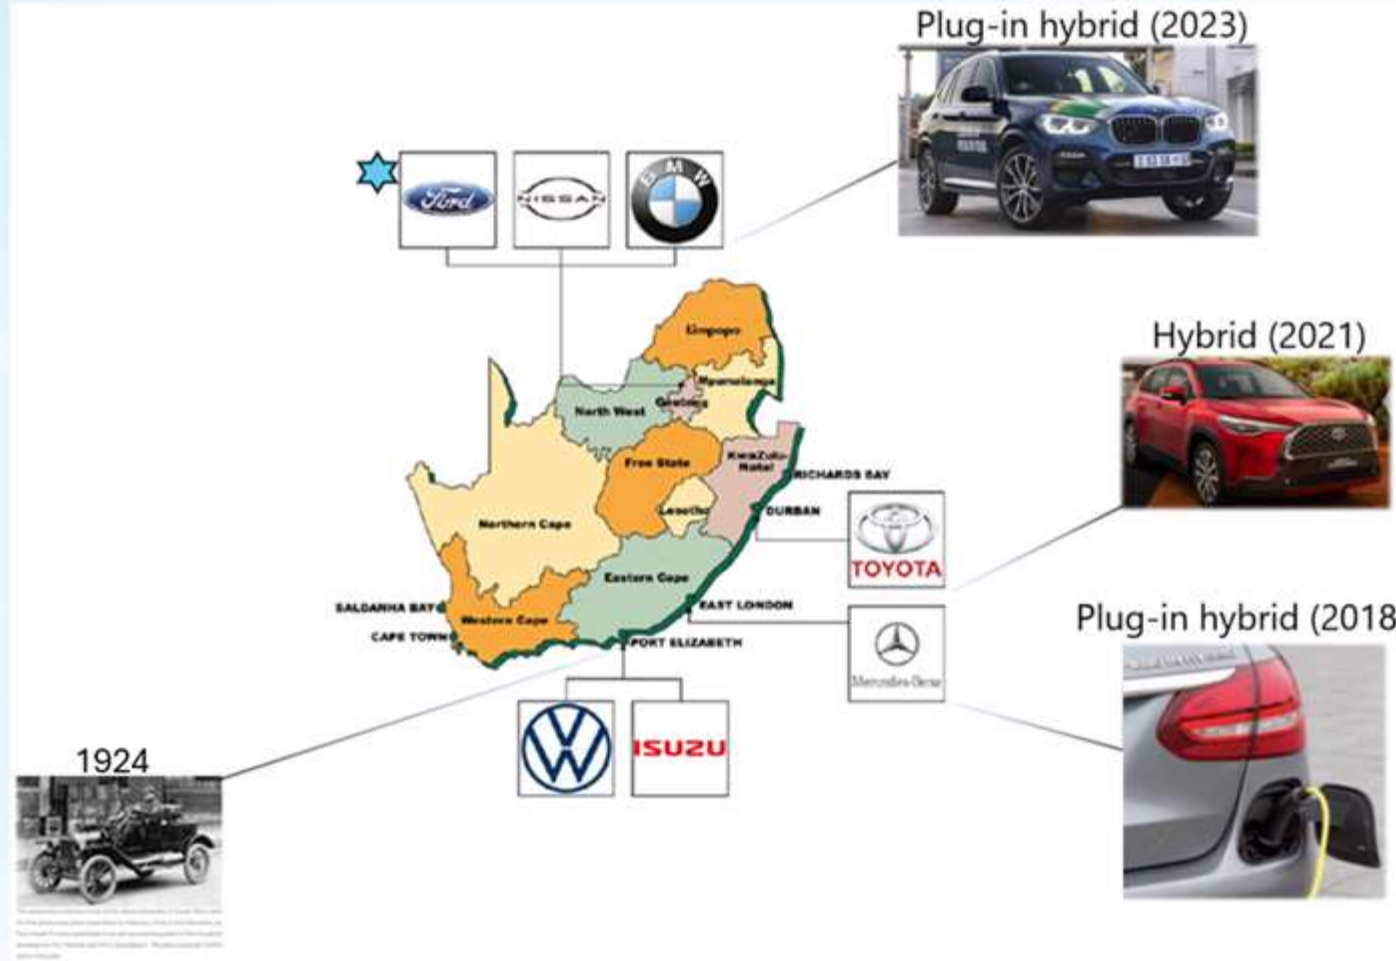 Plug-in hybrid (2023)
Ford
NISSAN
BMW
Limpopo
Hybrid (2021)
Mpumalanga
North West
Gauteng
Free State
KwaZulu-
Natal
RICHARDS BAY
Lesotho
DURBAN
Northern Cape
TOYOTA
Eastern Cape
SALDANHA BAY
EAST LONDON
Western Cape
Plug-in hybrid (2018
CAPE TOWN
PORT ELIZABETH
Mercedes-Benz
ISUZU
1924